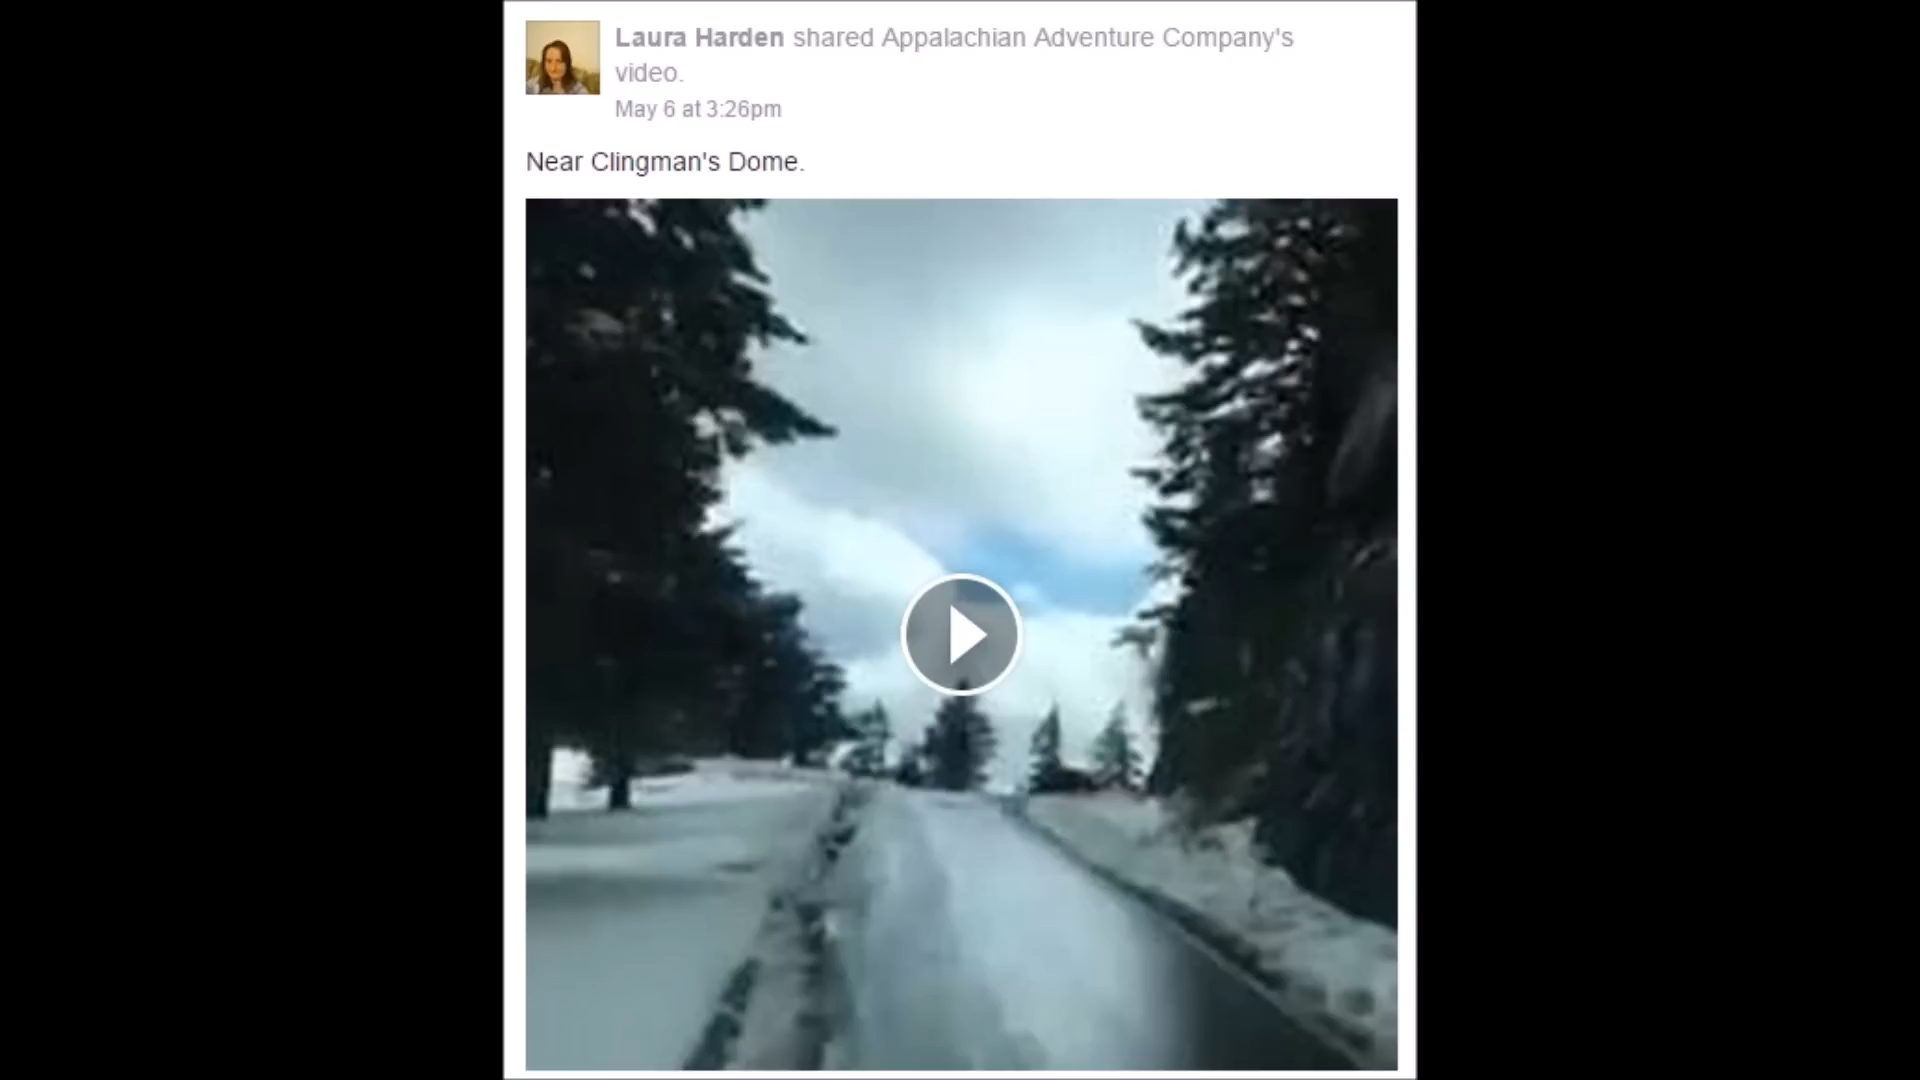 Laura Harden shared Appalachian Adventure Company's
video.
May 6 at 3:26pm
Near Clingman's Dome.